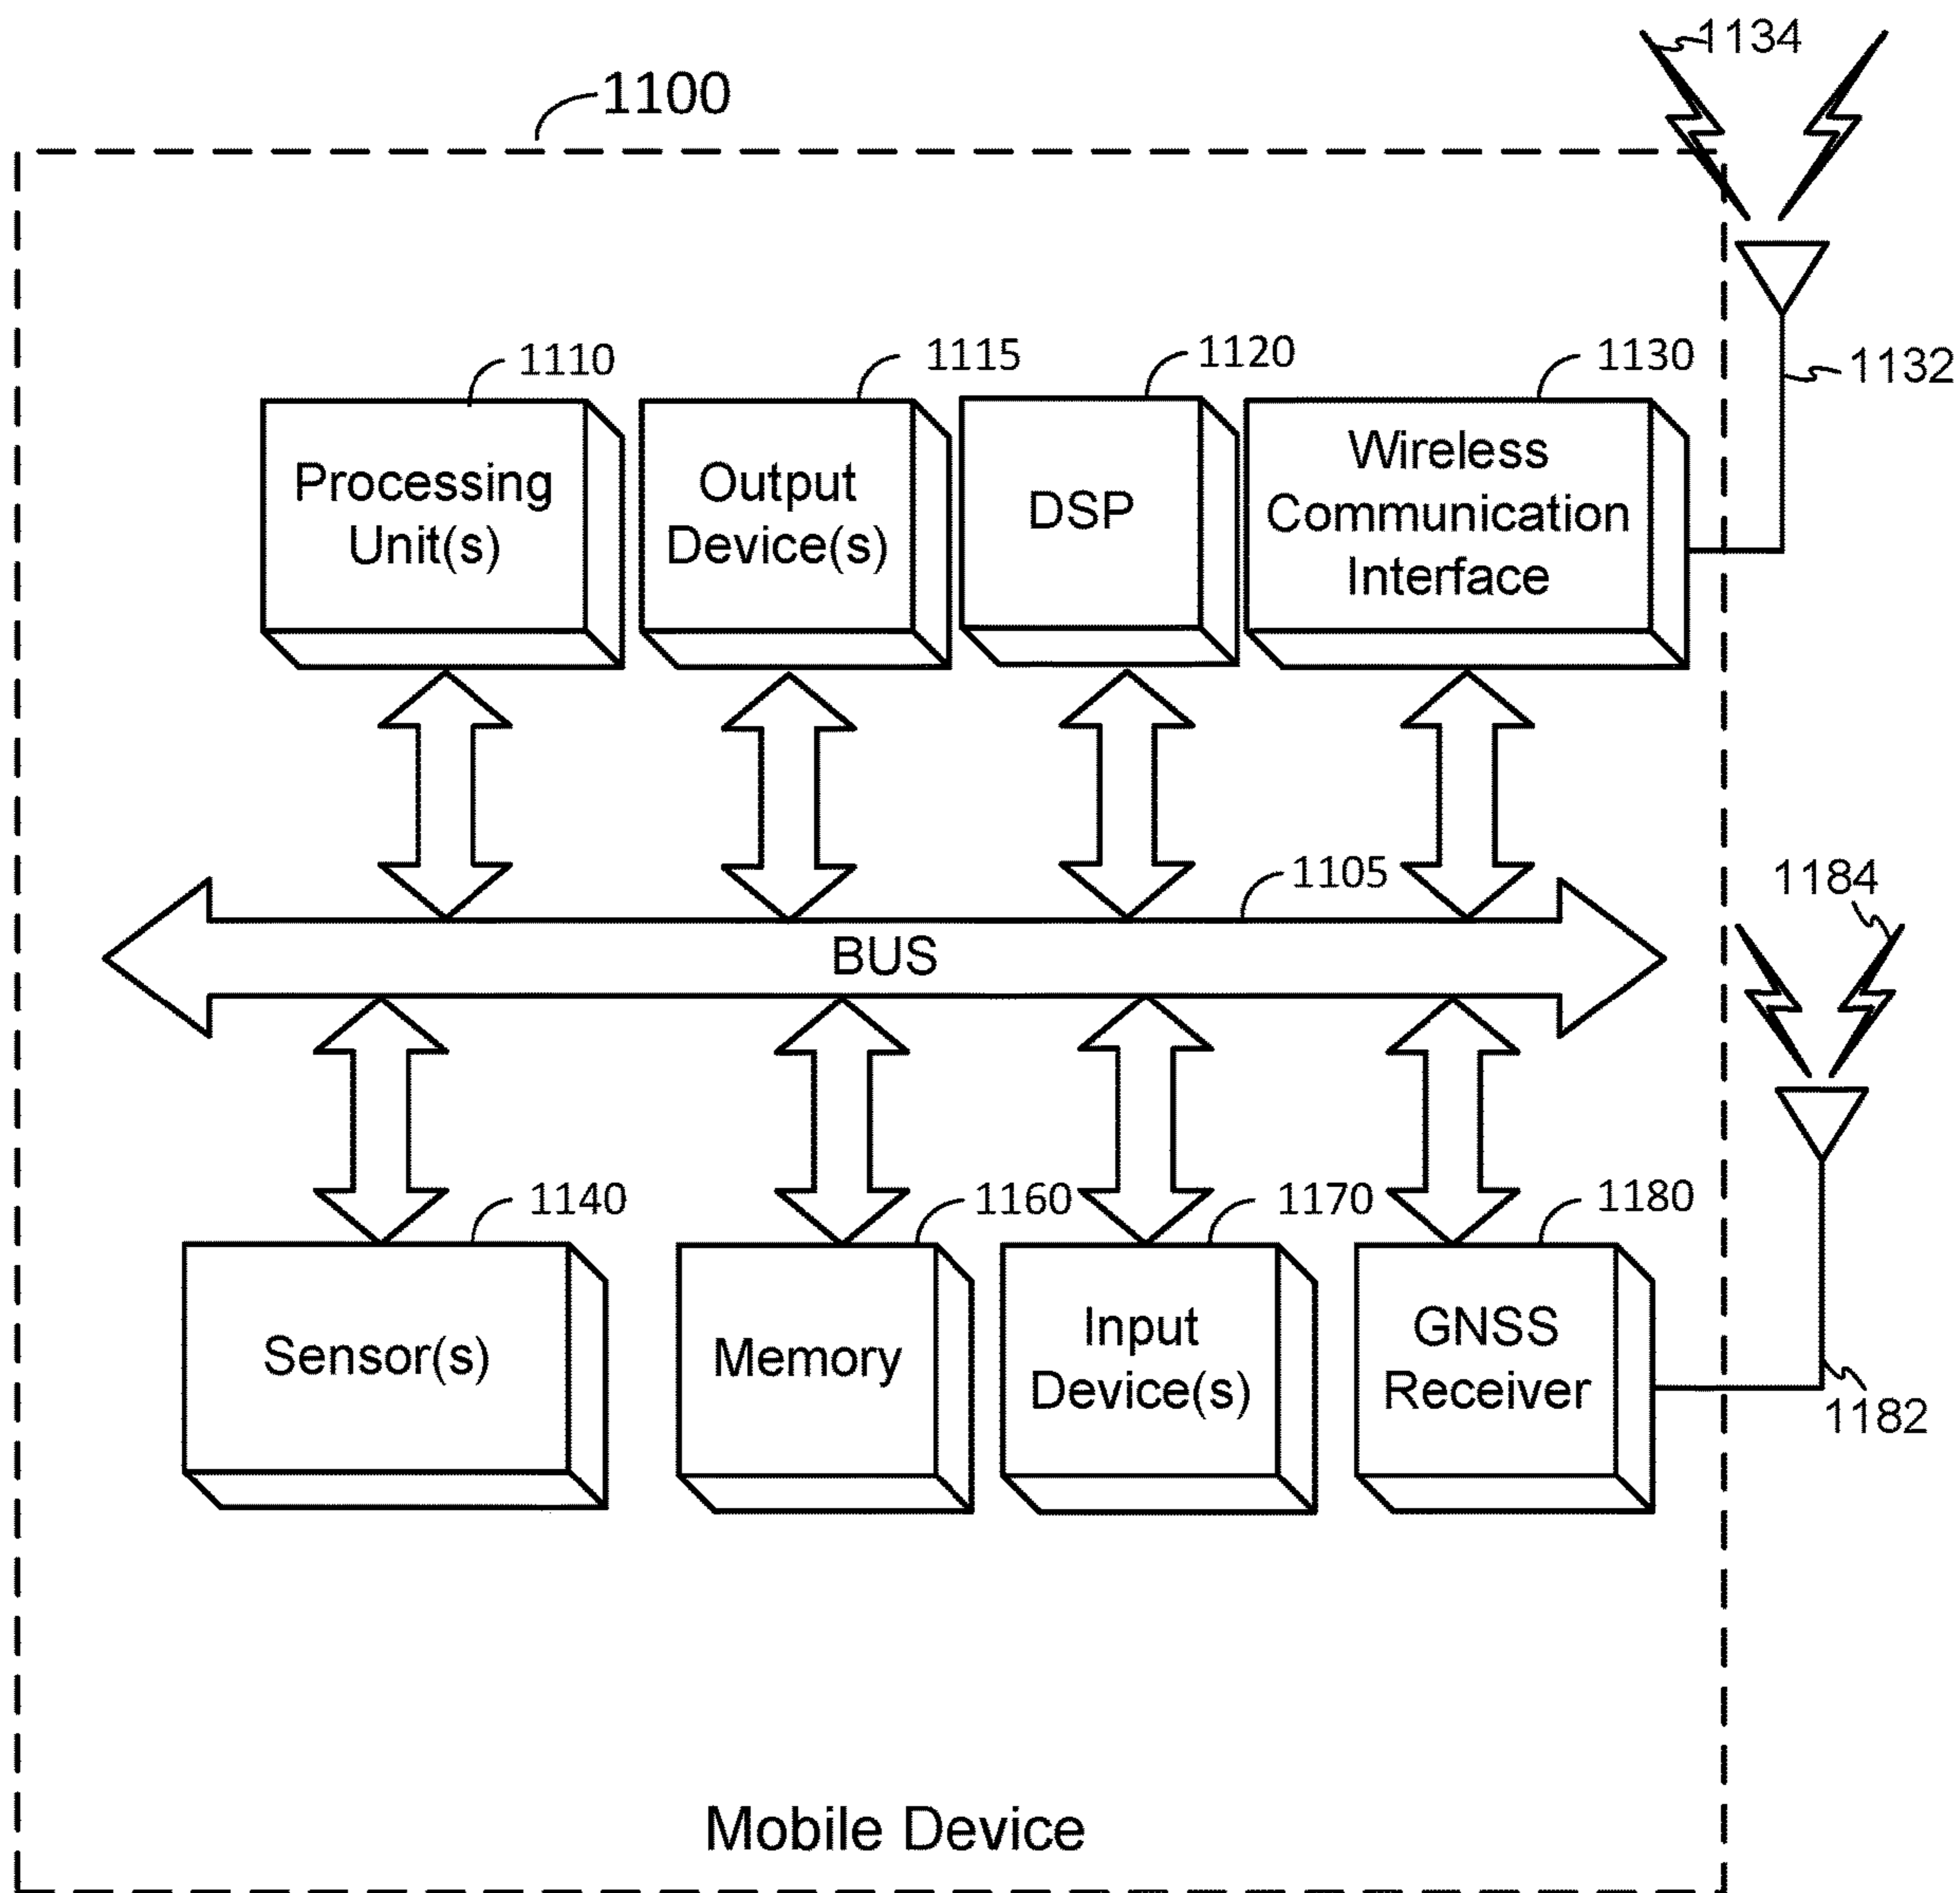 1134
1100
1110
1115
1120
1130
1132
Processing
Unit(s)
Output
Device(s)
DSP
Wireless
Communication
Interface
1105
BUS
1184
1140
1160
1170
1180
Sensor(s)
Memory
Input
Device(s)
GNSS
Receiver
1182
Mobile Device